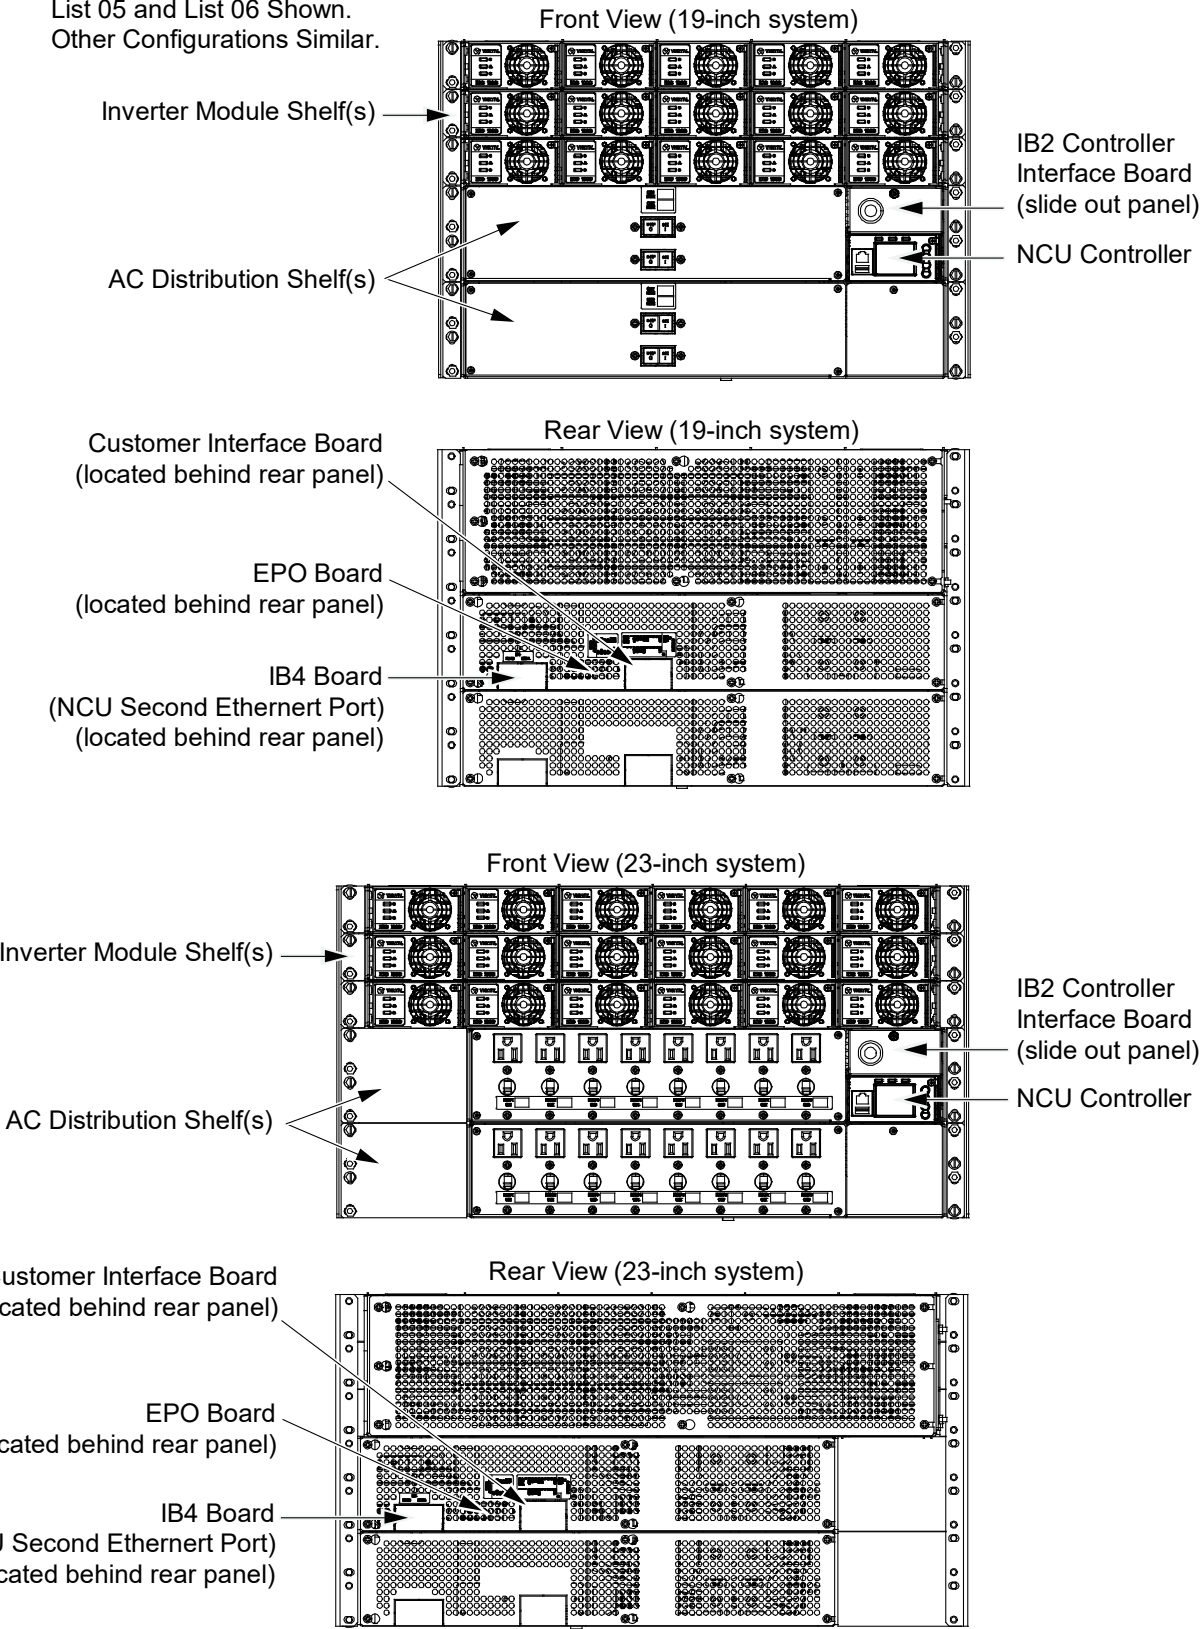 List 05 and List 06 Shown.
Other Configurations Similar.
Front View (19-inch system)
Inverter Module Shelf(s)
IB2 Controller
Interface Board
(slide out panel)
NCU Controller
AC Distribution Shelf(s)
Rear View (19-inch system)
Customer Interface Board
(located behind rear panel)
EPO Board
(located behind rear panel)
IB4 Board
(NCU Second Ethernert Port)
(located behind rear panel)
Front View (23-inch system)
Inverter Module Shelf(s)
IB2 Controller
Interface Board
(slide out panel)
NCU Controller
AC Distribution Shelf(s)
Rear View (23-inch system)
ustomer Interface Board
cated behind rear panel)
EPO Board
cated behind rear panel)
IB4 Board
Second Ethernert Port)
cated behind rear panel)